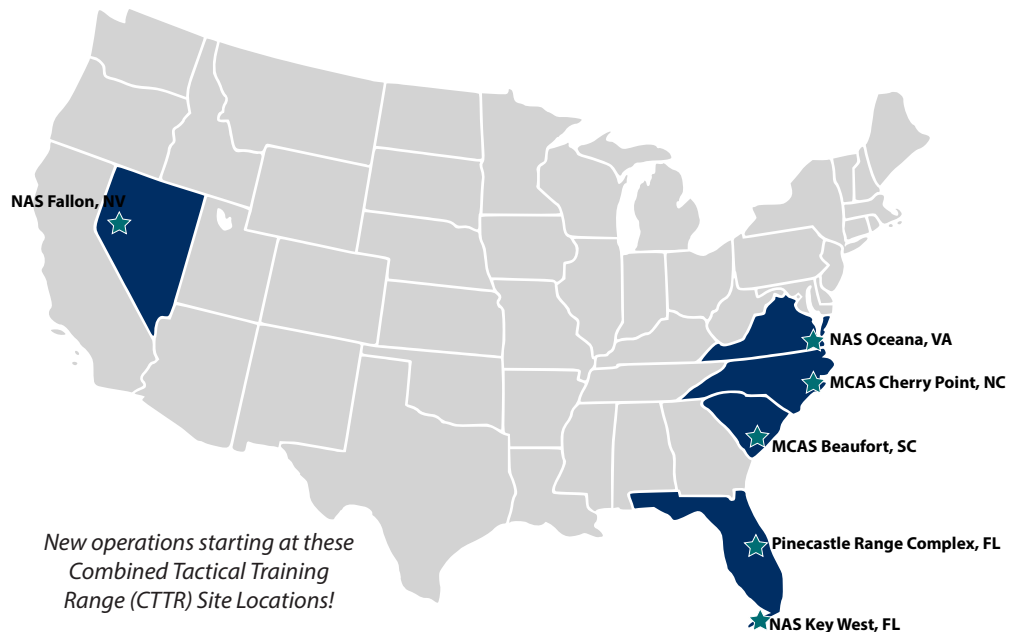 NAS Fallon, NV
NAS Oceana, VA
MCAS Cherry Point, NC
MCAS Beaufort, SC
Pinecastle Range Complex, FL
NAS Key West, FL
New operations starting at these
Combined Tactical Training
Range (CTTR) Site Locations!